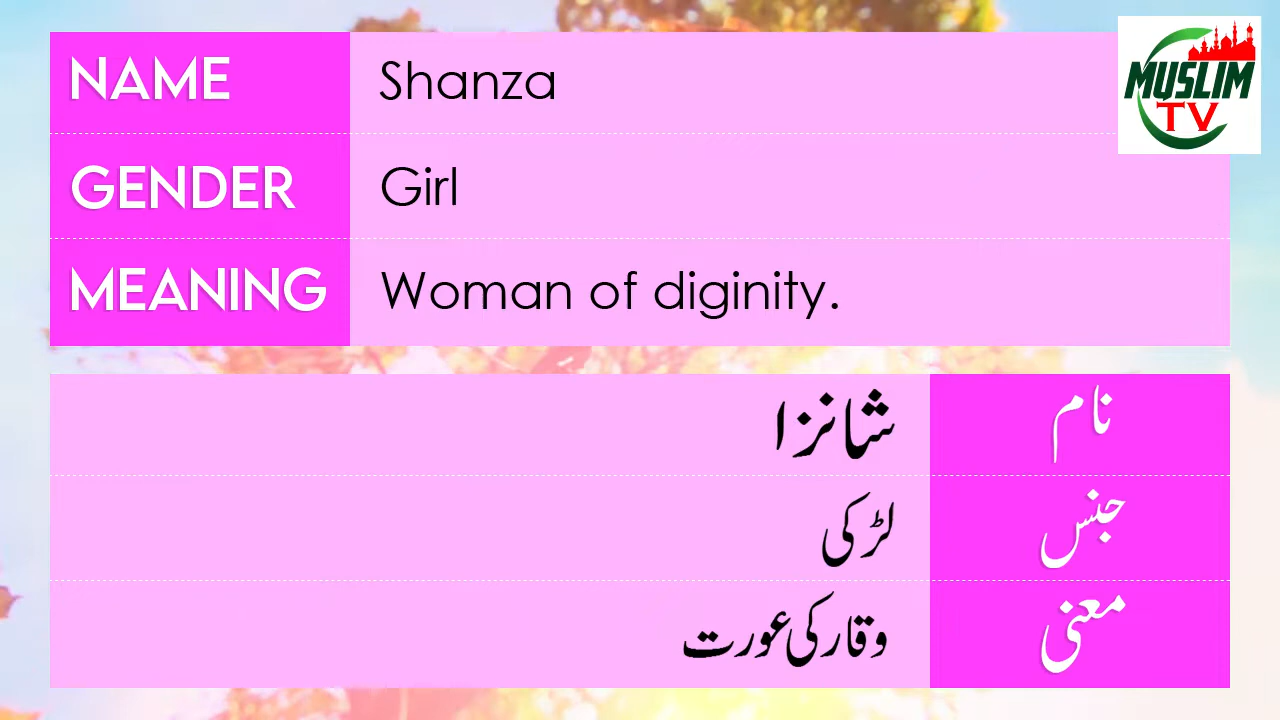 NAME Shanza
MUSLIM
TV
GENDER Girl
MEANING Woman of diginity.
نام شانزا
جنس لڑکی
معنی وقار کی عورت